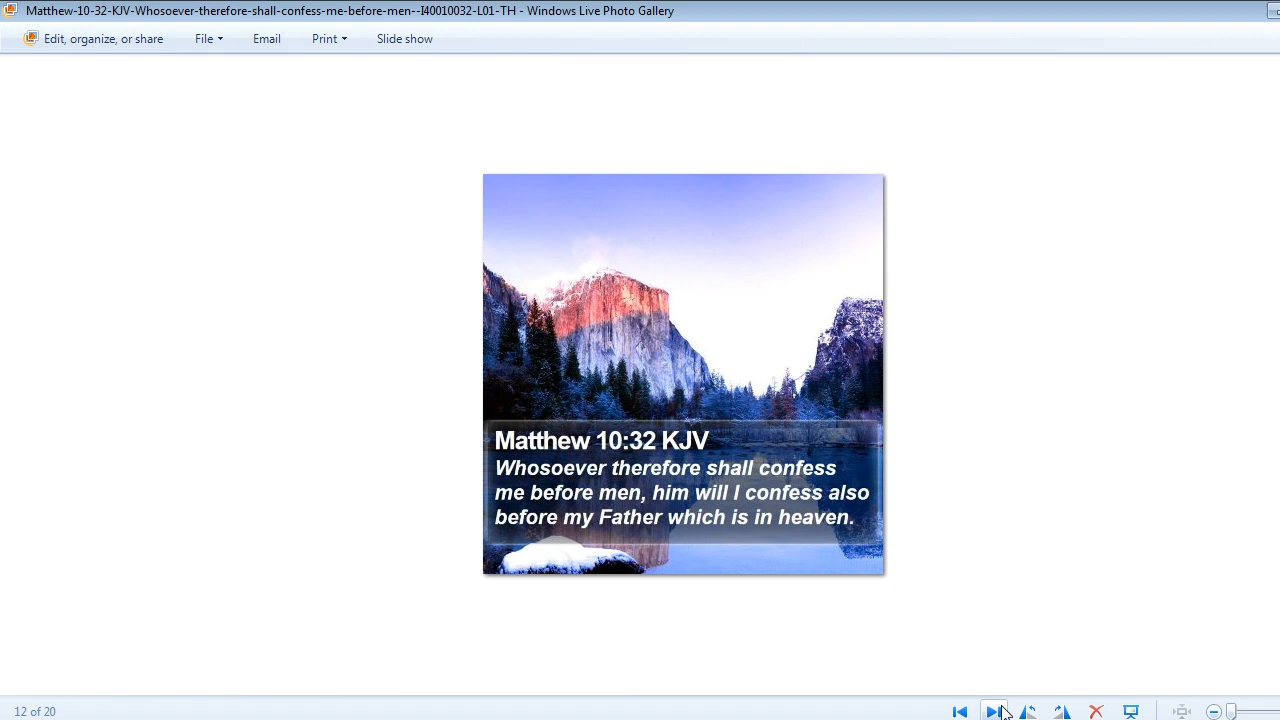 Matthew-10-32-KJV-Whosoever-therefore-shall-confess-me-before-men--I40010032-L01-TH - Windows Live Photo Gallery
Edit, organize, or share File Email Print Slide show
Matthew 10:32 KJV
Whosoever therefore shall confess
me before men, him will I confess also
before my Father which is in heaven.
12 of 20